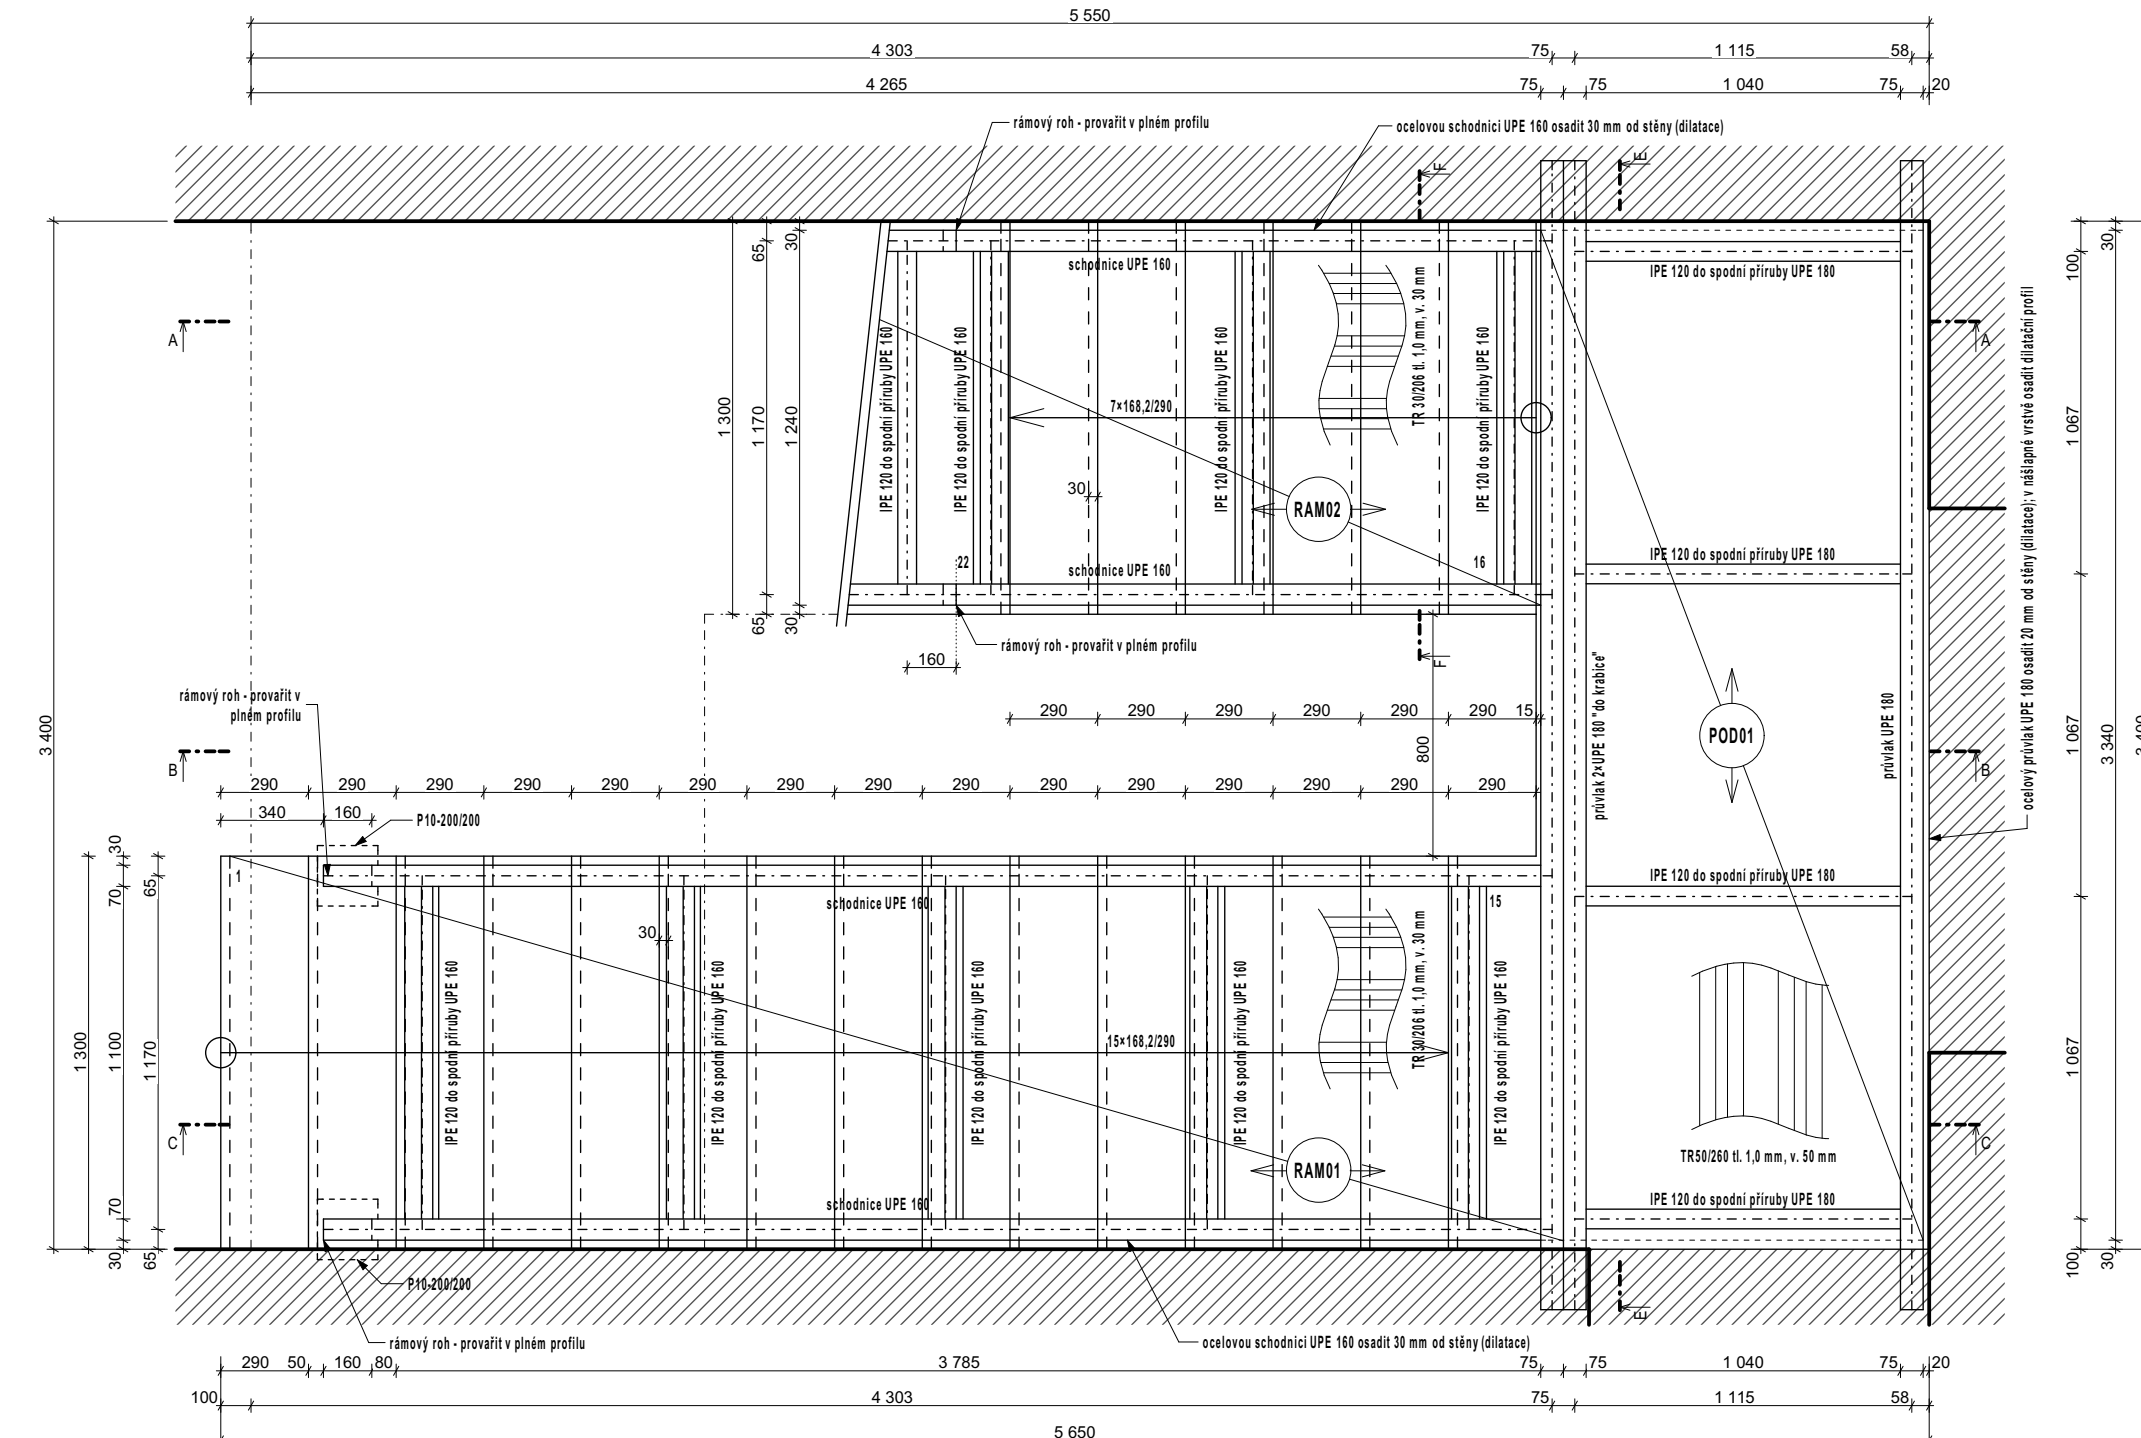 5 550
4 303 75 1 115 58
4 265 75 75 1 040 75 20
rámový roh - provařit v plném profilu
ocelovou schodnici UPE 160 osadit 30 mm od stěny (dilatace)
F
E
65
30
30
100
schodnice UPE 160
IPE 120 do spodní příruby UPE 180
A
A
IPE 120 do spodní příruby UPE 160
IPE 120 do spodní příruby UPE 160
IPE 120 do spodní příruby UPE 160
IPE 120 do spodní příruby UPE 160
TR 30/206 tl. 1,0 mm, v. 30 mm
1 300
1 170
1 240
7×168,2/290
1 067
30
RAM02
22
16
schodnice UPE 160
IPE 120 do spodní příruby UPE 180
65
30
rámový roh - provařit v plném profilu
160
F
rámový roh - provařit v
plném profilu
3 400
290 290 290 290 290 290 15
800
průvlak 2×UPE 180 "do krabice"
POD01
průvlak UPE 180
ocelový průvlak UPE 180 osadit 20 mm od stěny (dilatace); v nášlapné vrstvě osadit dilatační profil
1 067
3 340
3 400
B
B
290 290 290 290 290 290 290 290 290 290 290 290 290 290 290
340 160
P10-200/200
30
70
65
1
schodnice UPE 160
15
IPE 120 do spodní příruby UPE 180
30
TR 30/206 tl. 1,0 mm, v. 30 mm
IPE 120 do spodní příruby UPE 160
IPE 120 do spodní příruby UPE 160
IPE 120 do spodní příruby UPE 160
IPE 120 do spodní příruby UPE 160
IPE 120 do spodní příruby UPE 160
1 300
1 100
1 170
15×168,2/290
1 067
C
C
RAM01
TR50/260 tl. 1,0 mm, v. 50 mm
schodnice UPE 160
IPE 120 do spodní příruby UPE 180
70
30
65
100
30
P10-200/200
E
rámový roh - provařit v plném profilu
ocelovou schodnici UPE 160 osadit 30 mm od stěny (dilatace)
290 50 160 80 3 785 75 75 1 040 75 20
100 4 303 75 1 115 58
5 650